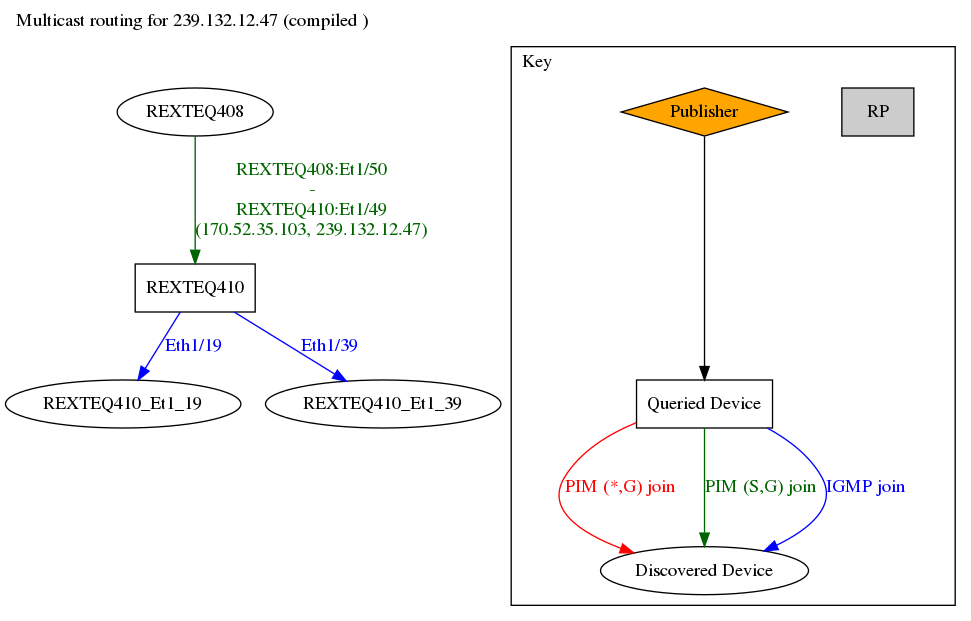 Multicast routing for 239.132.12.47 (compiled )
REXTEQ408
REXTEQ408:Et1/50
-
REXTEQ410:Et1/49
(170.52.35.103, 239.132.12.47)
REXTEQ410
Eth1/19
Eth1/39
REXTEQ410_Et1_19
REXTEQ410_Et1_39
Key
Publisher
RP
Queried Device
PIM (*,G) join
PIM (S,G) join
IGMP join
Discovered Device